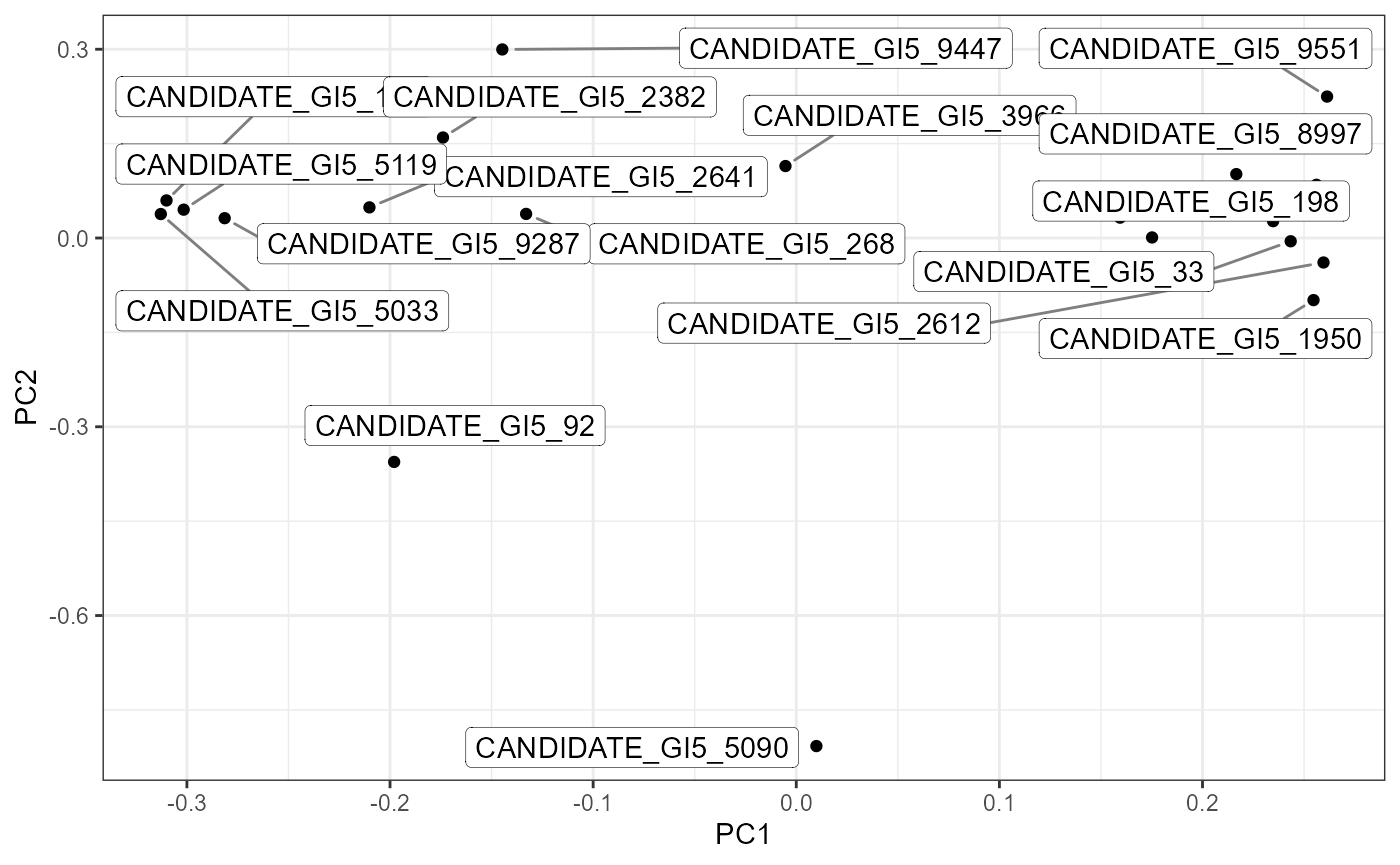 0.3
0.0
-0.3
-0.6
PC2
CANDIDATE_GI5_9447
CANDIDATE_GI5_9551
CANDIDATE_GI5_2382
CANDIDATE_GI5_3966
CANDIDATE_GI5_8997
CANDIDATE_GI5_5119
CANDIDATE_GI5_2641
CANDIDATE_GI5_198
CANDIDATE_GI5_9287
CANDIDATE_GI5_268
CANDIDATE_GI5_33
CANDIDATE_GI5_5033
CANDIDATE_GI5_2612
CANDIDATE_GI5_1950
CANDIDATE_GI5_92
CANDIDATE_GI5_5090
-0.3
-0.2
-0.1
0.0
0.1
0.2
PC1